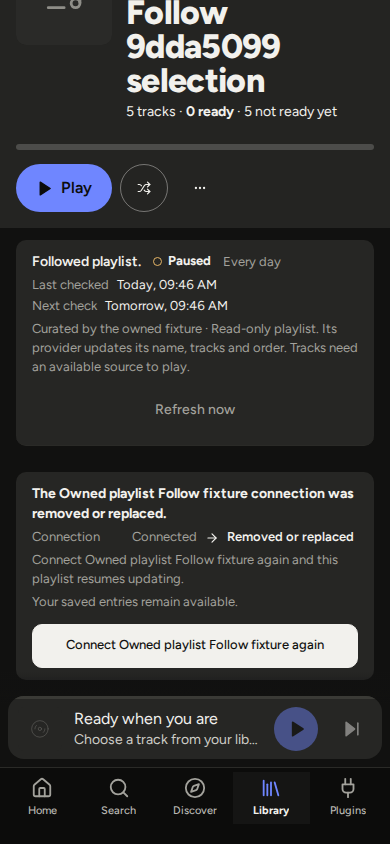 Follow
9dda5099
selection
5 tracks · 0 ready · 5 not ready yet
Play
Followed playlist. Paused Every day
Last checked Today, 09:46 AM
Next check Tomorrow, 09:46 AM
Curated by the owned fixture · Read-only playlist. Its
provider updates its name, tracks and order. Tracks need
an available source to play.
Refresh now
The Owned playlist Follow fixture connection was
removed or replaced.
Connection Connected → Removed or replaced
Connect Owned playlist Follow fixture again and this
playlist resumes updating.
Your saved entries remain available.
Connect Owned playlist Follow fixture again
Ready when you are
Choose a track from your lib...
Home Search Discover Library Plugins